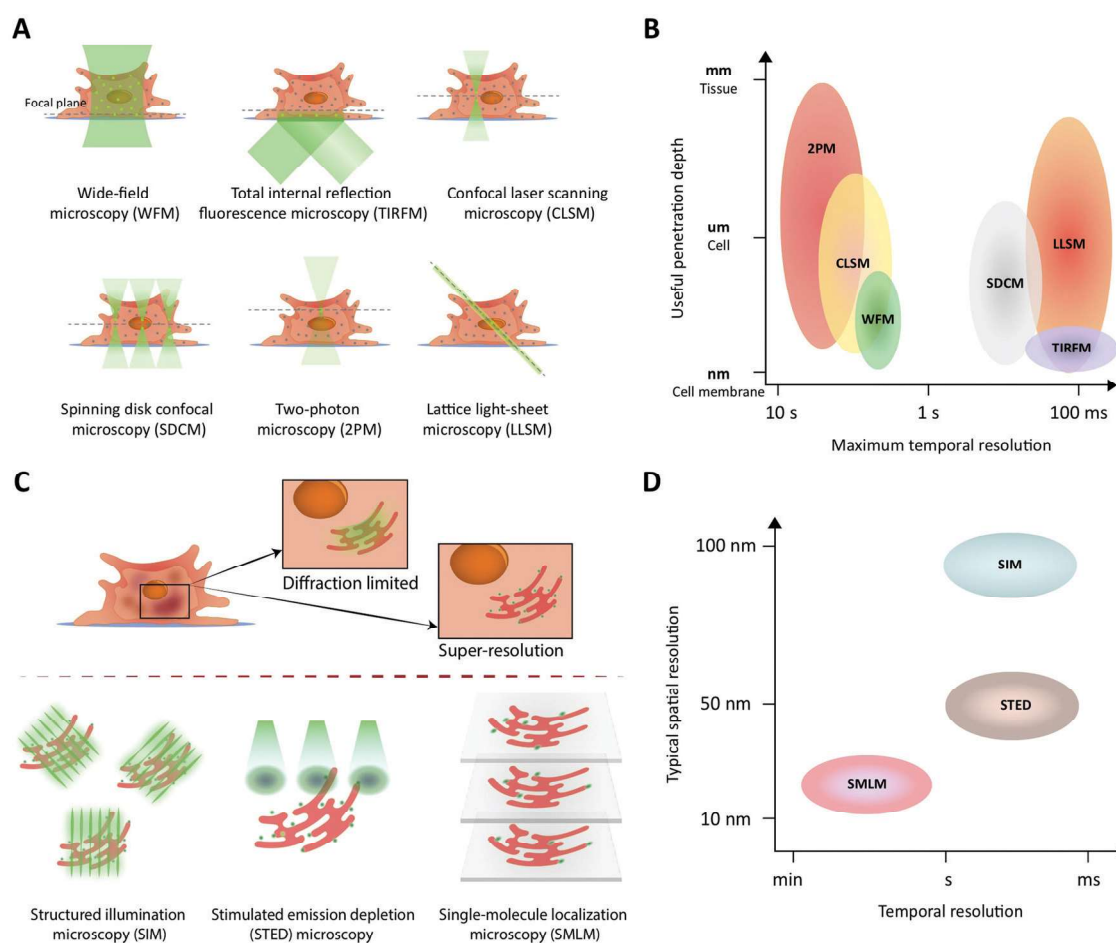 A
Focal plane
Wide-field
microscopy (WFM)
Total internal reflection
fluorescence microscopy (TIRFM)
Confocal laser scanning
microscopy (CLSM)
Spinning disk confocal
microscopy (SDCM)
Two-photon
microscopy (2PM)
Lattice light-sheet
microscopy (LLSM)
B
Useful penetration depth
mm
Tissue
um
Cell
nm
Cell membrane
2PM
CLSM
WFM
SDCM
LLSM
TIRFM
10 s
1 s
100 ms
Maximum temporal resolution
C
Diffraction limited
Super-resolution
Structured illumination
microscopy (SIM)
Stimulated emission depletion
(STED) microscopy
Single-molecule localization
microscopy (SMLM)
D
Typical spatial resolution
100 nm
50 nm
10 nm
SIM
STED
SMLM
min
s
ms
Temporal resolution